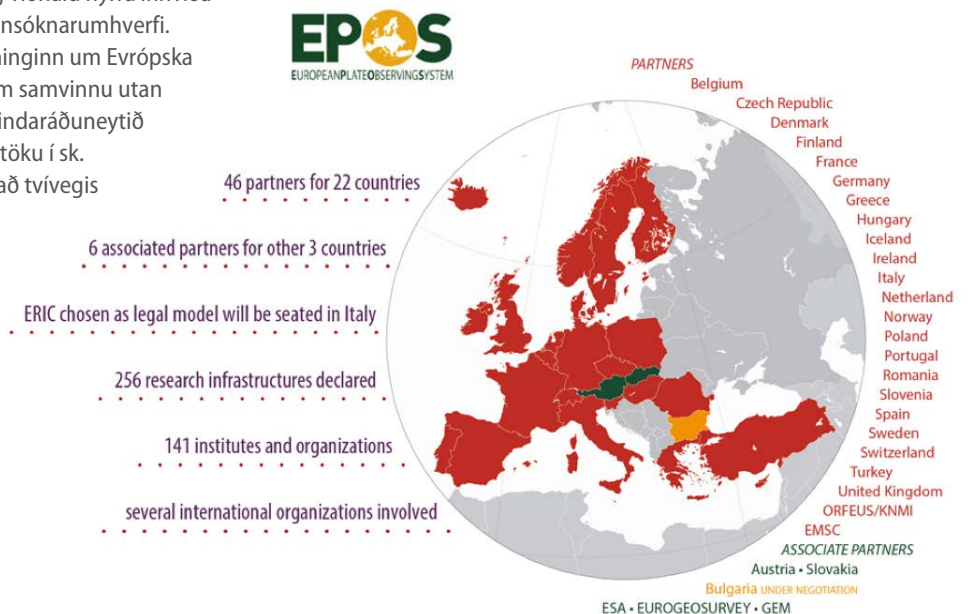 nsóknarumhverfi.
inginn um Evrópska
m samvinnu utan
indaráðuneytið
töku í sk.
að tvívegis
EPOS
EUROPEANPLATEOBSERVINGSYSTEM
46 partners for 22 countries
6 associated partners for other 3 countries
ERIC chosen as legal model will be seated in Italy
256 research infrastructures declared
141 institutes and organizations
several international organizations involved
PARTNERS
Belgium
Czech Republic
Denmark
Finland
France
Germany
Greece
Hungary
Iceland
Ireland
Italy
Netherland
Norway
Poland
Portugal
Romania
Slovenia
Spain
Sweden
Switzerland
Turkey
United Kingdom
ORFEUS/KNMI
EMSC
ASSOCIATE PARTNERS
Austria • Slovakia
Bulgaria UNDER NEGOTIATION
ESA • EUROGEOSURVEY • GEM